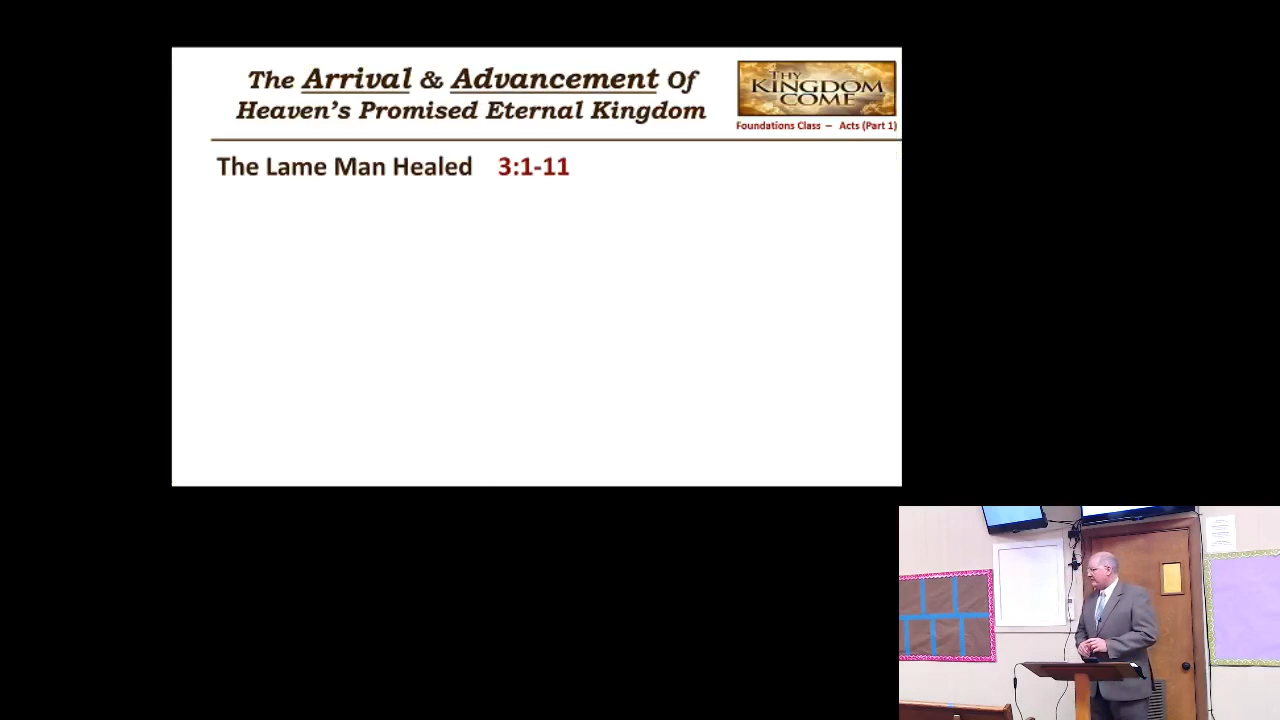 The Arrival & Advancement Of
Heaven's Promised Eternal Kingdom
THY
KINGDOM
COME
Foundations Class – Acts (Part 1)
The Lame Man Healed 3:1-11